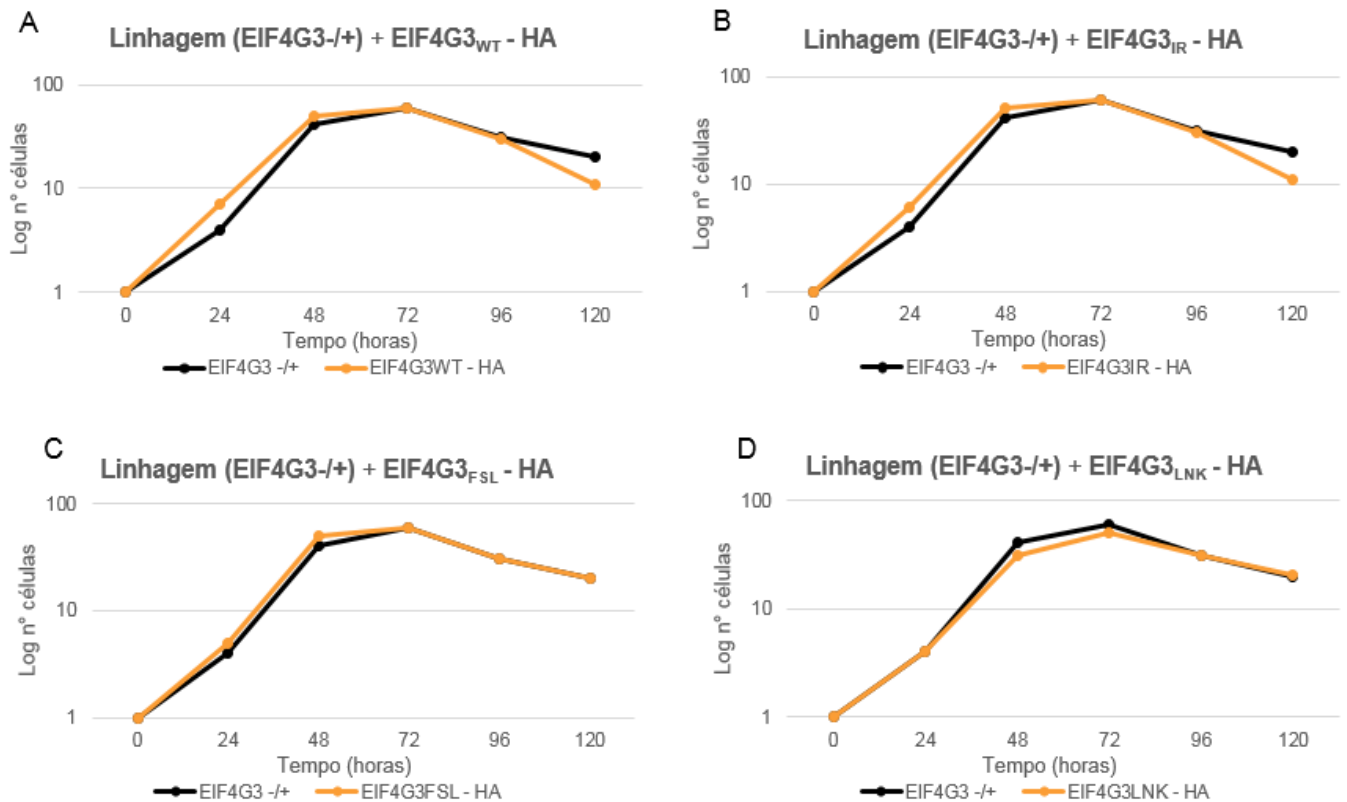 A
Linhagem (EIF4G3-/+) + EIF4G3WT - HA
Log n° células
100
10
1
0 24 48 72 96 120
Tempo (horas)
EIF4G3 -/+ EIF4G3WT - HA
B
Linhagem (EIF4G3-/+) + EIF4G3IR - HA
Log n° células
100
10
1
0 24 48 72 96 120
Tempo (horas)
EIF4G3 -/+ EIF4G3IR - HA
C
Linhagem (EIF4G3-/+) + EIF4G3FSL - HA
Log n° células
100
10
1
0 24 48 72 96 120
Tempo (horas)
EIF4G3 -/+ EIF4G3FSL - HA
D
Linhagem (EIF4G3-/+) + EIF4G3LNK - HA
Log n° células
100
10
1
0 24 48 72 96 120
Tempo (horas)
EIF4G3 -/+ EIF4G3LNK - HA